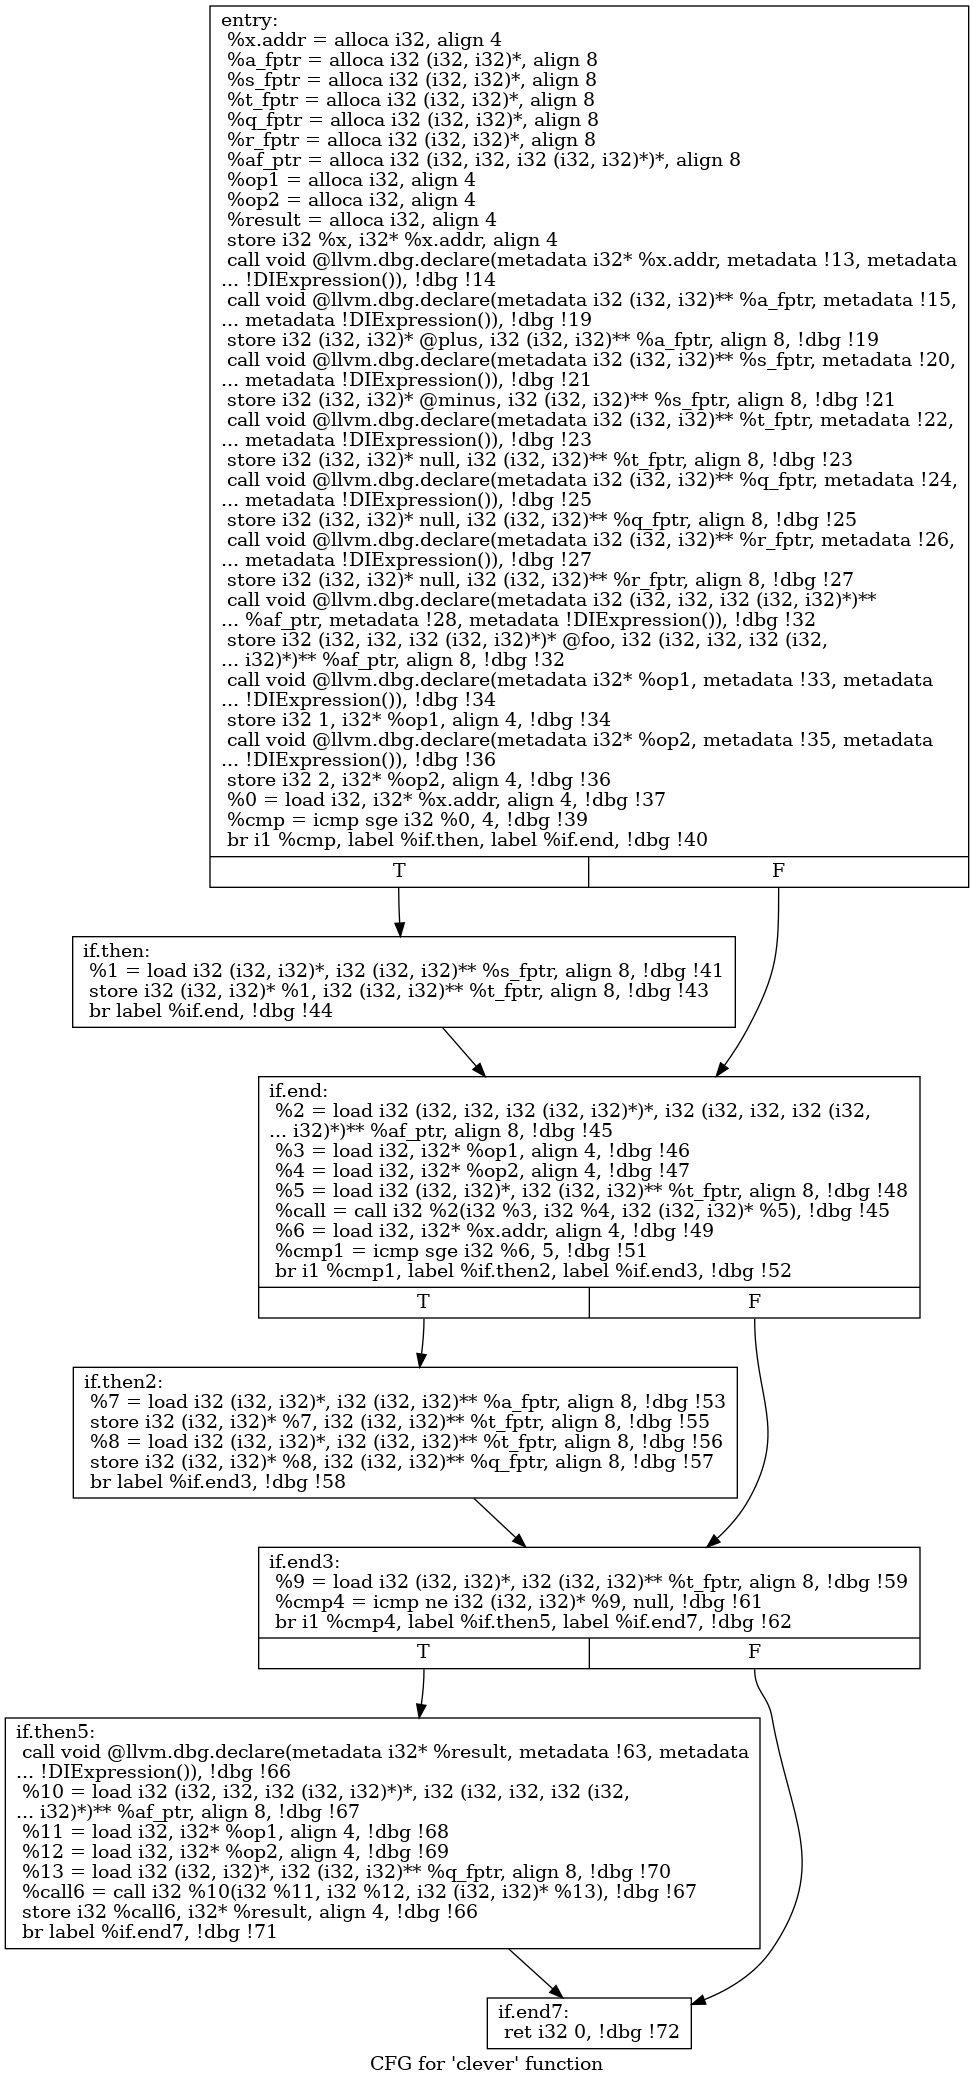 entry:
%x.addr = alloca i32, align 4
%a_fptr = alloca i32 (i32, i32)*, align 8
%s_fptr = alloca i32 (i32, i32)*, align 8
%t_fptr = alloca i32 (i32, i32)*, align 8
%q_fptr = alloca i32 (i32, i32)*, align 8
%r_fptr = alloca i32 (i32, i32)*, align 8
%af_ptr = alloca i32 (i32, i32, i32 (i32, i32)*)*, align 8
%op1 = alloca i32, align 4
%op2 = alloca i32, align 4
%result = alloca i32, align 4
store i32 %x, i32* %x.addr, align 4
call void @llvm.dbg.declare(metadata i32* %x.addr, metadata !13, metadata
... !DIExpression()), !dbg !14
call void @llvm.dbg.declare(metadata i32 (i32, i32)** %a_fptr, metadata !15,
... metadata !DIExpression()), !dbg !19
store i32 (i32, i32)* @plus, i32 (i32, i32)** %a_fptr, align 8, !dbg !19
call void @llvm.dbg.declare(metadata i32 (i32, i32)** %s_fptr, metadata !20,
... metadata !DIExpression()), !dbg !21
store i32 (i32, i32)* @minus, i32 (i32, i32)** %s_fptr, align 8, !dbg !21
call void @llvm.dbg.declare(metadata i32 (i32, i32)** %t_fptr, metadata !22,
... metadata !DIExpression()), !dbg !23
store i32 (i32, i32)* null, i32 (i32, i32)** %t_fptr, align 8, !dbg !23
call void @llvm.dbg.declare(metadata i32 (i32, i32)** %q_fptr, metadata !24,
... metadata !DIExpression()), !dbg !25
store i32 (i32, i32)* null, i32 (i32, i32)** %q_fptr, align 8, !dbg !25
call void @llvm.dbg.declare(metadata i32 (i32, i32)** %r_fptr, metadata !26,
... metadata !DIExpression()), !dbg !27
store i32 (i32, i32)* null, i32 (i32, i32)** %r_fptr, align 8, !dbg !27
call void @llvm.dbg.declare(metadata i32 (i32, i32, i32 (i32, i32)*)**
... %af_ptr, metadata !28, metadata !DIExpression()), !dbg !32
store i32 (i32, i32, i32 (i32, i32)*)* @foo, i32 (i32, i32, i32 (i32,
... i32)*)** %af_ptr, align 8, !dbg !32
call void @llvm.dbg.declare(metadata i32* %op1, metadata !33, metadata
... !DIExpression()), !dbg !34
store i32 1, i32* %op1, align 4, !dbg !34
call void @llvm.dbg.declare(metadata i32* %op2, metadata !35, metadata
... !DIExpression()), !dbg !36
store i32 2, i32* %op2, align 4, !dbg !36
%0 = load i32, i32* %x.addr, align 4, !dbg !37
%cmp = icmp sge i32 %0, 4, !dbg !39
br i1 %cmp, label %if.then, label %if.end, !dbg !40
T F
if.then:
%1 = load i32 (i32, i32)*, i32 (i32, i32)** %s_fptr, align 8, !dbg !41
store i32 (i32, i32)* %1, i32 (i32, i32)** %t_fptr, align 8, !dbg !43
br label %if.end, !dbg !44
if.end:
%2 = load i32 (i32, i32, i32 (i32, i32)*)*, i32 (i32, i32, i32 (i32,
... i32)*)** %af_ptr, align 8, !dbg !45
%3 = load i32, i32* %op1, align 4, !dbg !46
%4 = load i32, i32* %op2, align 4, !dbg !47
%5 = load i32 (i32, i32)*, i32 (i32, i32)** %t_fptr, align 8, !dbg !48
%call = call i32 %2(i32 %3, i32 %4, i32 (i32, i32)* %5), !dbg !45
%6 = load i32, i32* %x.addr, align 4, !dbg !49
%cmp1 = icmp sge i32 %6, 5, !dbg !51
br i1 %cmp1, label %if.then2, label %if.end3, !dbg !52
T F
if.then2:
%7 = load i32 (i32, i32)*, i32 (i32, i32)** %a_fptr, align 8, !dbg !53
store i32 (i32, i32)* %7, i32 (i32, i32)** %t_fptr, align 8, !dbg !55
%8 = load i32 (i32, i32)*, i32 (i32, i32)** %t_fptr, align 8, !dbg !56
store i32 (i32, i32)* %8, i32 (i32, i32)** %q_fptr, align 8, !dbg !57
br label %if.end3, !dbg !58
if.end3:
%9 = load i32 (i32, i32)*, i32 (i32, i32)** %t_fptr, align 8, !dbg !59
%cmp4 = icmp ne i32 (i32, i32)* %9, null, !dbg !61
br i1 %cmp4, label %if.then5, label %if.end7, !dbg !62
T F
if.then5:
call void @llvm.dbg.declare(metadata i32* %result, metadata !63, metadata
... !DIExpression()), !dbg !66
%10 = load i32 (i32, i32, i32 (i32, i32)*)*, i32 (i32, i32, i32 (i32,
... i32)*)** %af_ptr, align 8, !dbg !67
%11 = load i32, i32* %op1, align 4, !dbg !68
%12 = load i32, i32* %op2, align 4, !dbg !69
%13 = load i32 (i32, i32)*, i32 (i32, i32)** %q_fptr, align 8, !dbg !70
%call6 = call i32 %10(i32 %11, i32 %12, i32 (i32, i32)* %13), !dbg !67
store i32 %call6, i32* %result, align 4, !dbg !66
br label %if.end7, !dbg !71
if.end7:
ret i32 0, !dbg !72
CFG for 'clever' function